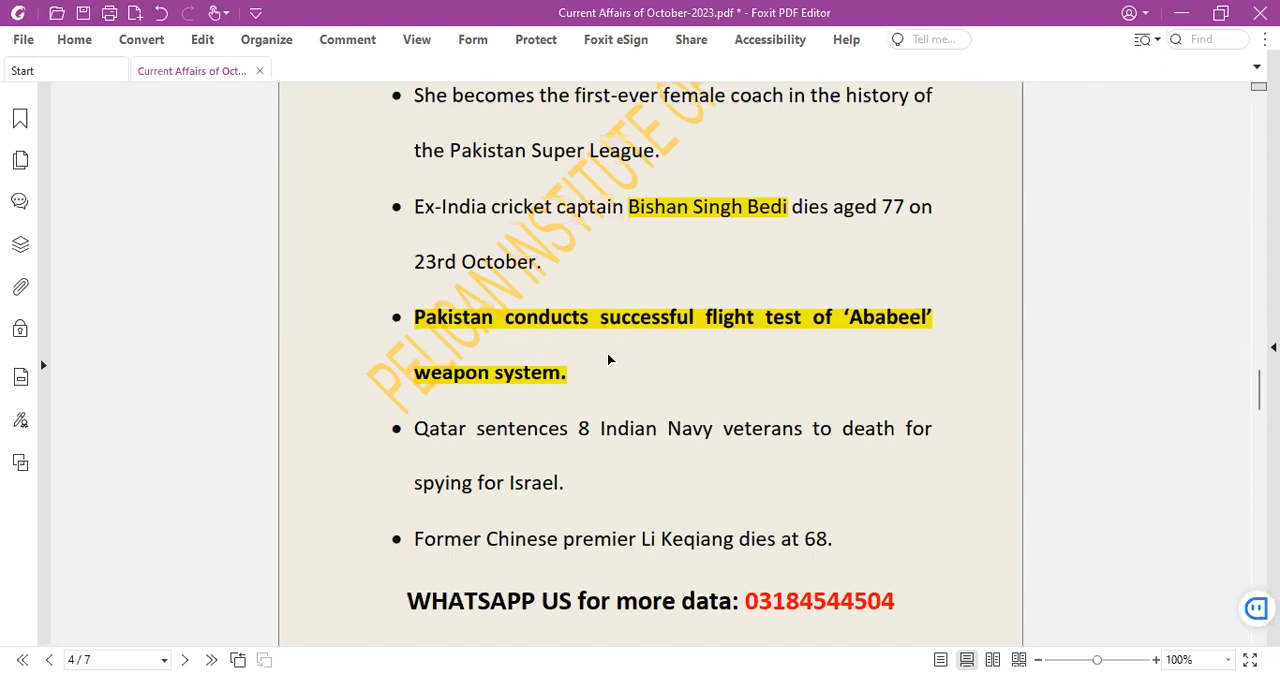 Current Affairs of October-2023.pdf * - Foxit PDF Editor
File Home Convert Edit Organize Comment View Form Protect Foxit eSign Share Accessibility Help Tell me... Find
Start Current Affairs of Oct...
• She becomes the first-ever female coach in the history of
the Pakistan Super League.
• Ex-India cricket captain Bishan Singh Bedi dies aged 77 on
23rd October.
• Pakistan conducts successful flight test of ‘Ababeel’
weapon system.
• Qatar sentences 8 Indian Navy veterans to death for
spying for Israel.
• Former Chinese premier Li Keqiang dies at 68.
WHATSAPP US for more data: 03184544504
PELICAN INSTITUTE OF
4 / 7 100%